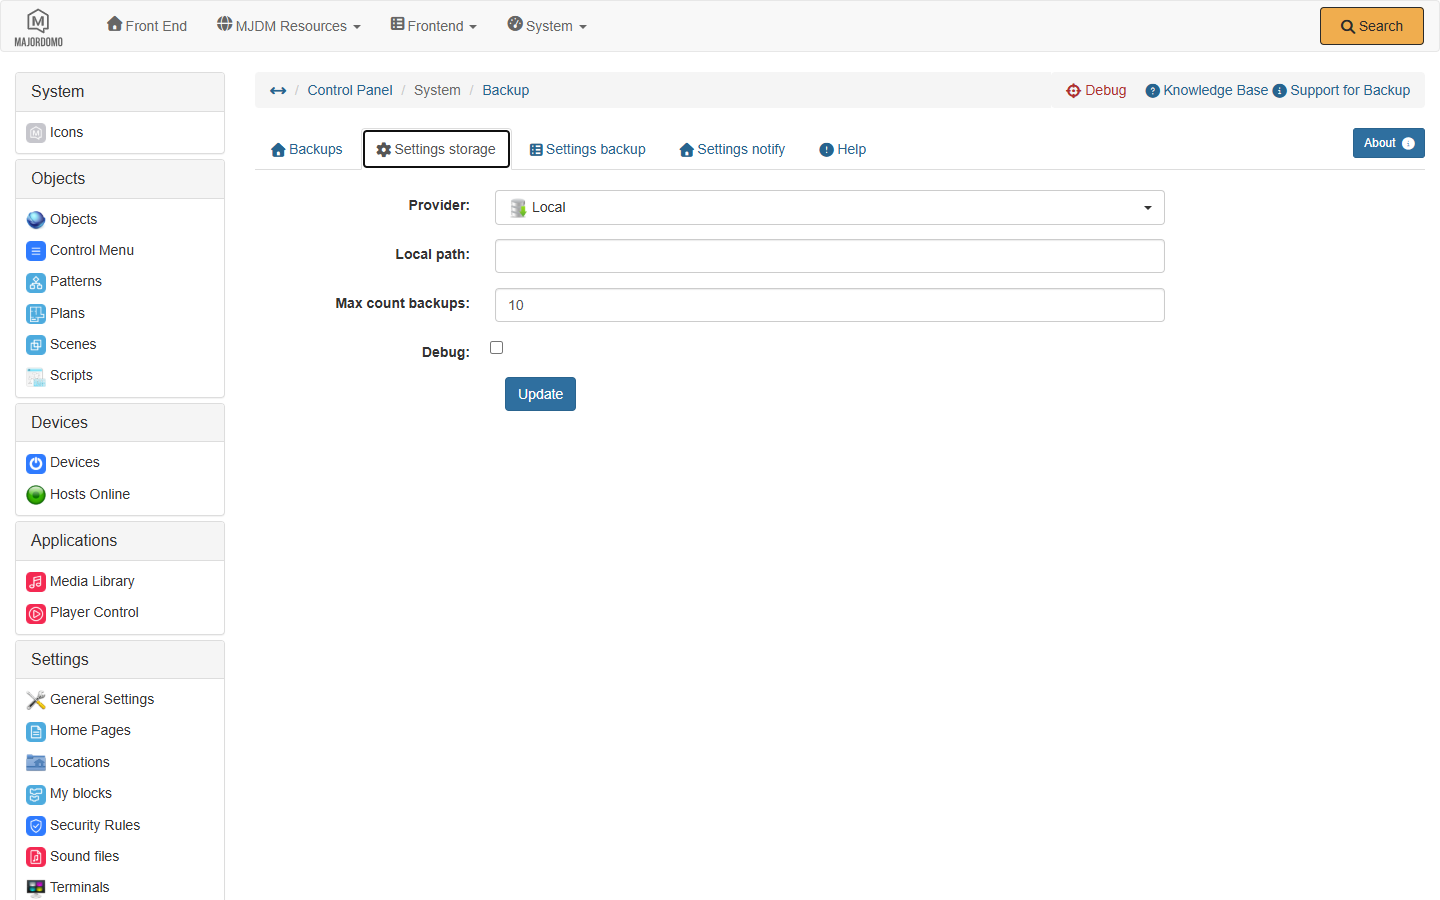 MAJORDOMO
Front End
MJDM Resources
Frontend
System
Search
System
Icons
Objects
Objects
Control Menu
Patterns
Plans
Scenes
Scripts
Devices
Devices
Hosts Online
Applications
Media Library
Player Control
Settings
General Settings
Home Pages
Locations
My blocks
Security Rules
Sound files
Terminals
/ Control Panel / System / Backup
Debug
Knowledge Base
Support for Backup
Backups
Settings storage
Settings backup
Settings notify
Help
About
Provider:
Local
Local path:
Max count backups:
10
Debug:
Update